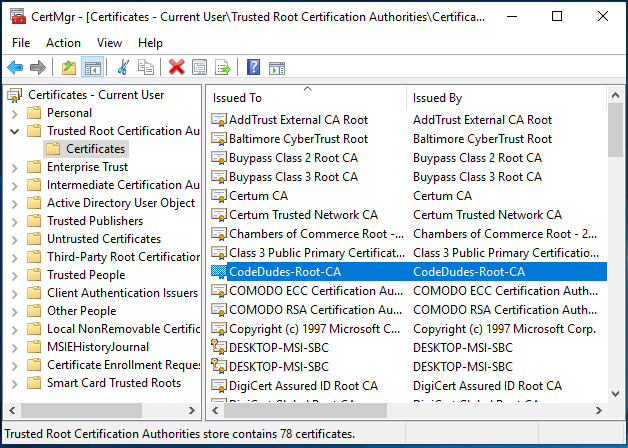 CertMgr - [Certificates - Current User\Trusted Root Certification Authorities\Certifica...
File Action View Help
Certificates - Current User
Personal
Trusted Root Certification Au
Certificates
Enterprise Trust
Intermediate Certification Au
Active Directory User Object
Trusted Publishers
Untrusted Certificates
Third-Party Root Certification
Trusted People
Client Authentication Issuers
Other People
Local NonRemovable Certific
MSIEHistoryJournal
Certificate Enrollment Reque
Smart Card Trusted Roots
Issued To Issued By
AddTrust External CA Root AddTrust External CA Root
Baltimore CyberTrust Root Baltimore CyberTrust Root
Buypass Class 2 Root CA Buypass Class 2 Root CA
Buypass Class 3 Root CA Buypass Class 3 Root CA
Certum CA Certum CA
Certum Trusted Network CA Certum Trusted Network CA
Chambers of Commerce Root -... Chambers of Commerce Root - 2...
Class 3 Public Primary Certificat... Class 3 Public Primary Certificatio...
CodeDudes-Root-CA CodeDudes-Root-CA
COMODO ECC Certification Au... COMODO ECC Certification Auth...
COMODO RSA Certification Au... COMODO RSA Certification Auth...
Copyright (c) 1997 Microsoft C... Copyright (c) 1997 Microsoft Corp.
DESKTOP-MSI-SBC DESKTOP-MSI-SBC
DESKTOP-MSI-SBC DESKTOP-MSI-SBC
DigiCert Assured ID Root CA DigiCert Assured ID Root CA
Trusted Root Certification Authorities store contains 78 certificates.